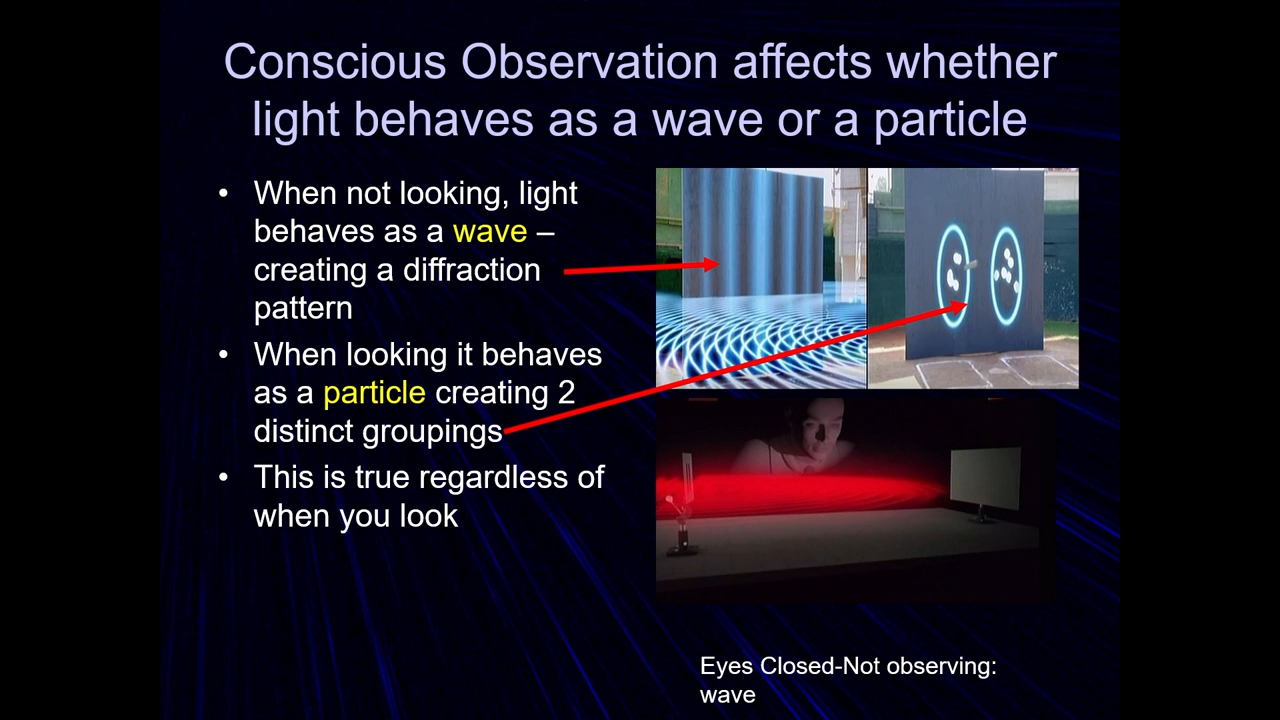 Conscious Observation affects whether
light behaves as a wave or a particle
• When not looking, light
behaves as a wave –
creating a diffraction
pattern
• When looking it behaves
as a particle creating 2
distinct groupings
• This is true regardless of
when you look
Eyes Closed-Not observing:
wave